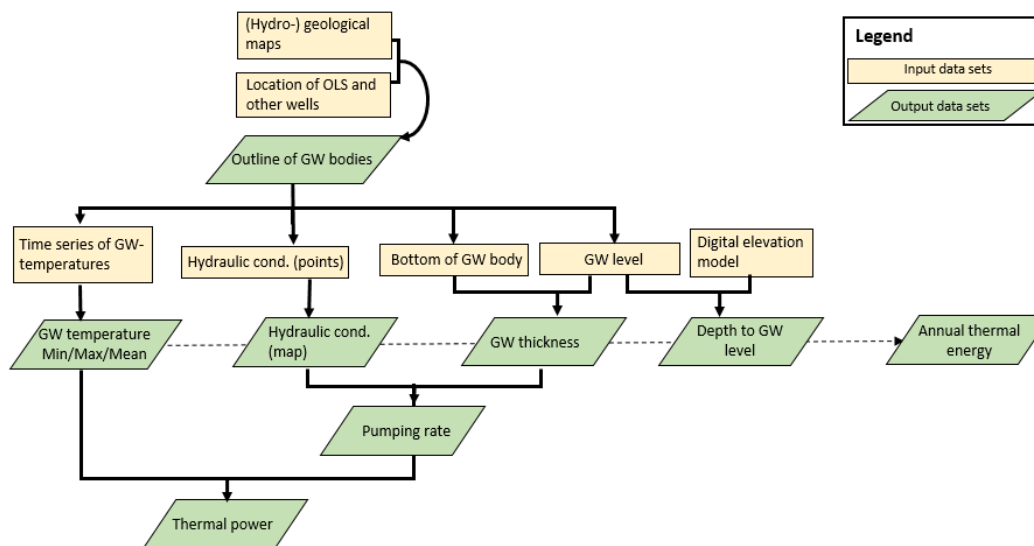 (Hydro-) geological
maps
Location of OLS and
other wells
Outline of GW bodies
Legend
Input data sets
Output data sets
Time series of GW-
temperatures
Hydraulic cond. (points)
Bottom of GW body
GW level
Digital elevation
model
GW temperature
Min/Max/Mean
Hydraulic cond.
(map)
GW thickness
Depth to GW
level
Annual thermal
energy
Pumping rate
Thermal power